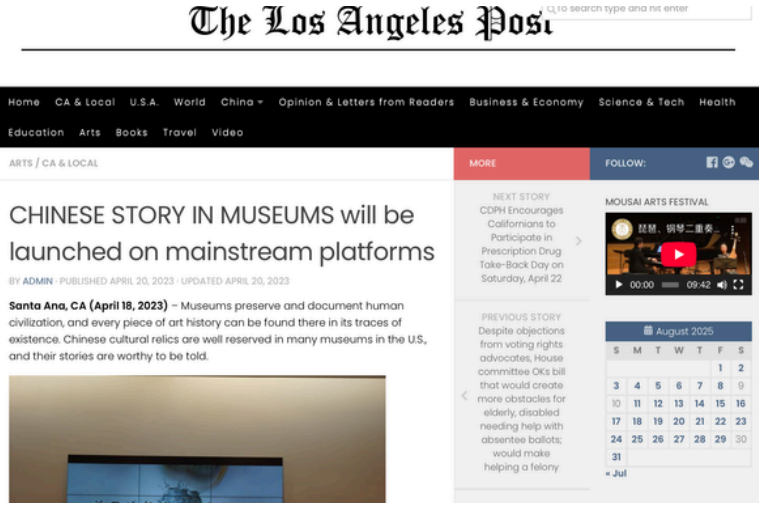 The Los Angeles Post
To search type and hit enter
Home CA & Local U.S.A. World China Opinion & Letters from Readers Business & Economy Science & Tech Health
Education Arts Books Travel Video
ARTS / CA & LOCAL
CHINESE STORY IN MUSEUMS will be
launched on mainstream platforms
BY ADMIN · PUBLISHED APRIL 20, 2023 · UPDATED APRIL 20, 2023
Santa Ana, CA (April 18, 2023) – Museums preserve and document human
civilization, and every piece of art history can be found there in its traces of
existence. Chinese cultural relics are well reserved in many museums in the U.S.,
and their stories are worthy to be told.
MORE
NEXT STORY
CDPH Encourages
Californians to
Participate in
Prescription Drug
Take-Back Day on
Saturday, April 22
PREVIOUS STORY
Despite objections
from voting rights
advocates, House
committee OKs bill
that would create
more obstacles for
elderly, disabled
needing help with
absentee ballots;
would make
helping a felony
FOLLOW:
MOUSAI ARTS FESTIVAL
琵琶、钢琴二重奏...
00:00 09:42
August 2025
S M T W T F S
1 2
3 4 5 6 7 8 9
10 11 12 13 14 15 16
17 18 19 20 21 22 23
24 25 26 27 28 29 30
31
« Jul